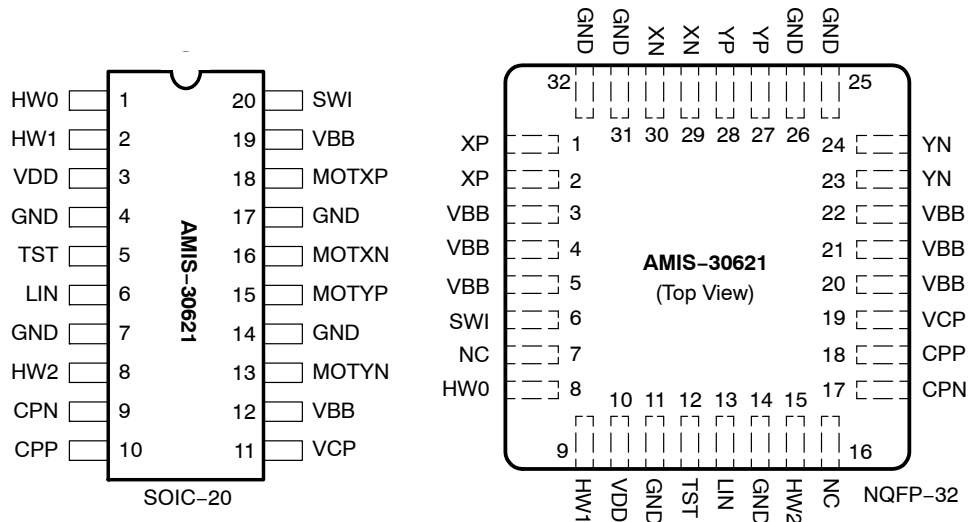 HW0 1 20 SWI
HW1 2 19 VBB
VDD 3 18 MOTXP
GND 4 17 GND
TST 5 16 MOTXN
LIN 6 15 MOTYP
GND 7 14 GND
HW2 8 13 MOTYN
CPN 9 12 VBB
CPP 10 11 VCP
AMIS–30621
SOIC–20
GND GND XN XN YP YP GND GND
32 25
31 30 29 28 27 26
XP 1 24 YN
XP 2 23 YN
VBB 3 22 VBB
VBB 4 21 VBB
VBB 5 20 VBB
SWI 6 19 VCP
NC 7 18 CPP
HW0 8 17 CPN
AMIS–30621
(Top View)
10 11 12 13 14 15
9 16
HW1 VDD GND TST LIN GND HW2 NC
NQFP–32